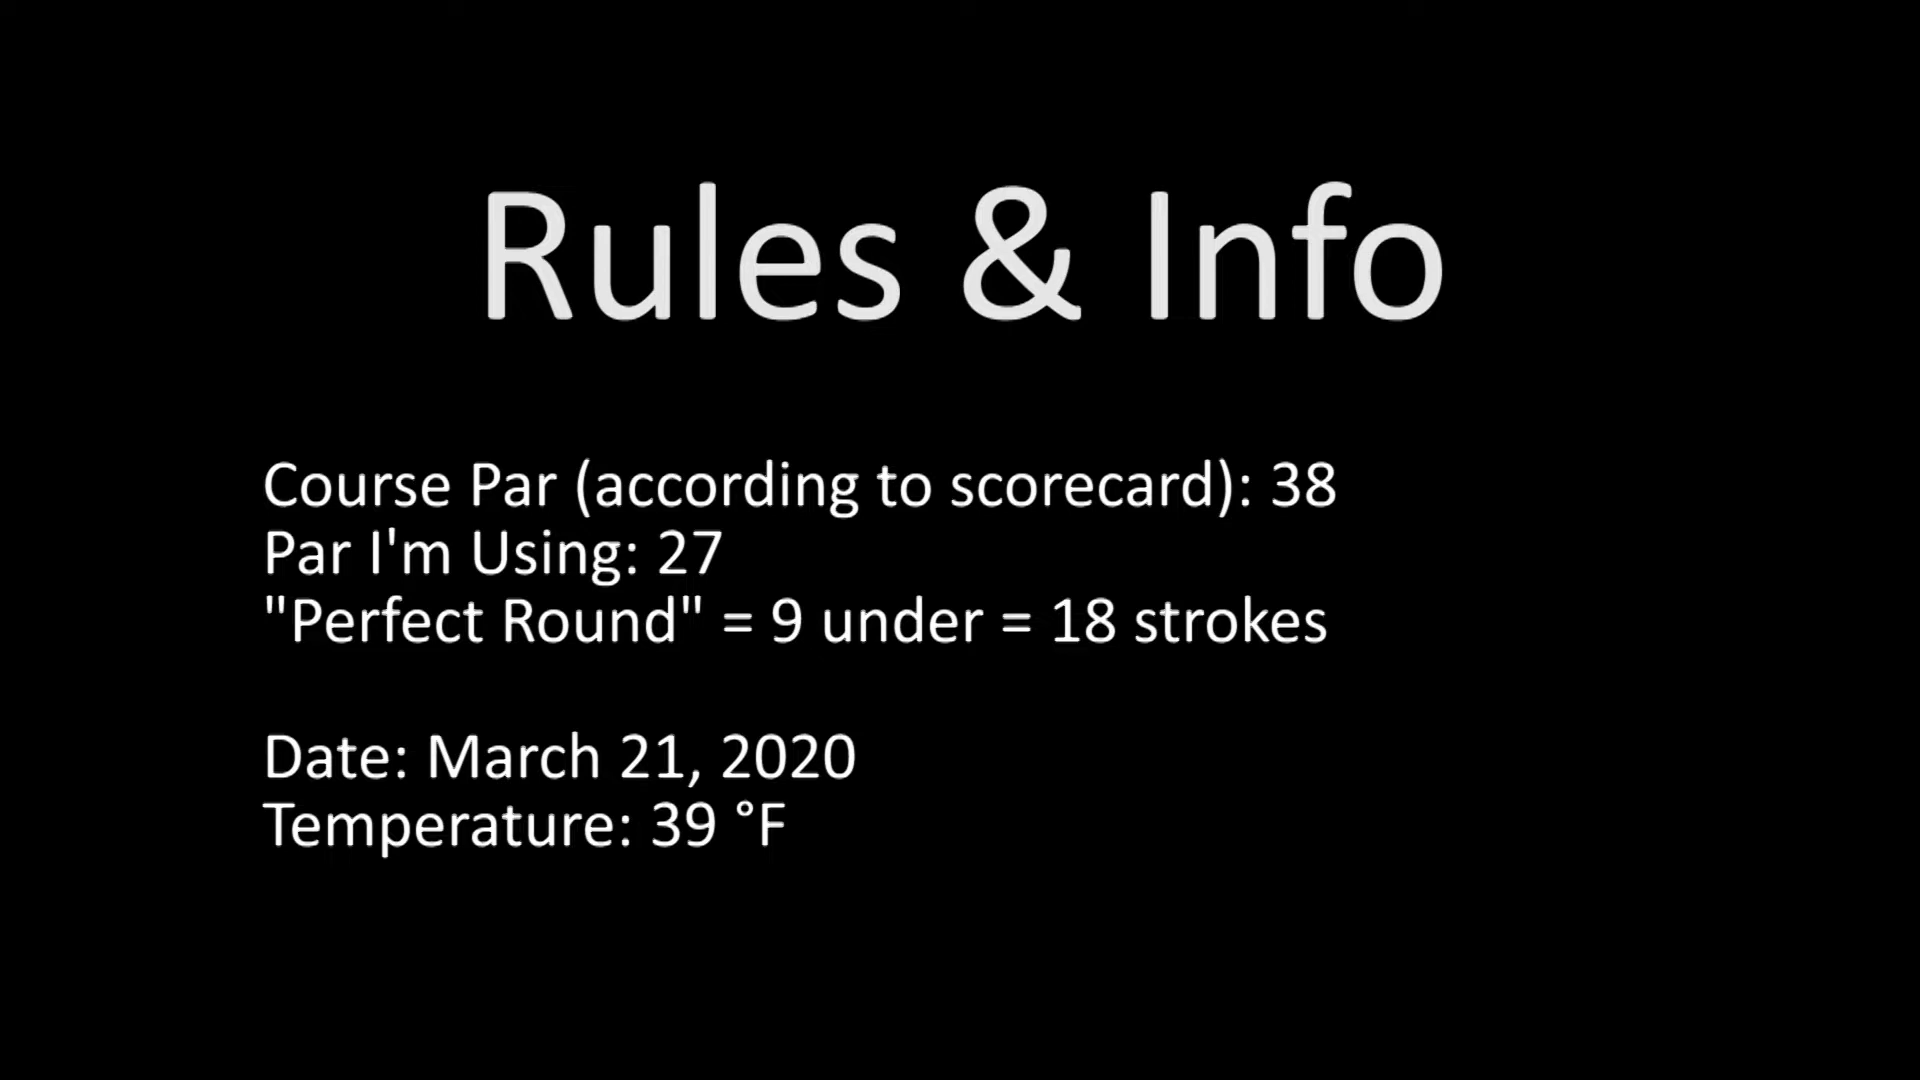 Rules & Info
Course Par (according to scorecard): 38
Par I'm Using: 27
"Perfect Round" = 9 under = 18 strokes
Date: March 21, 2020
Temperature: 39 °F